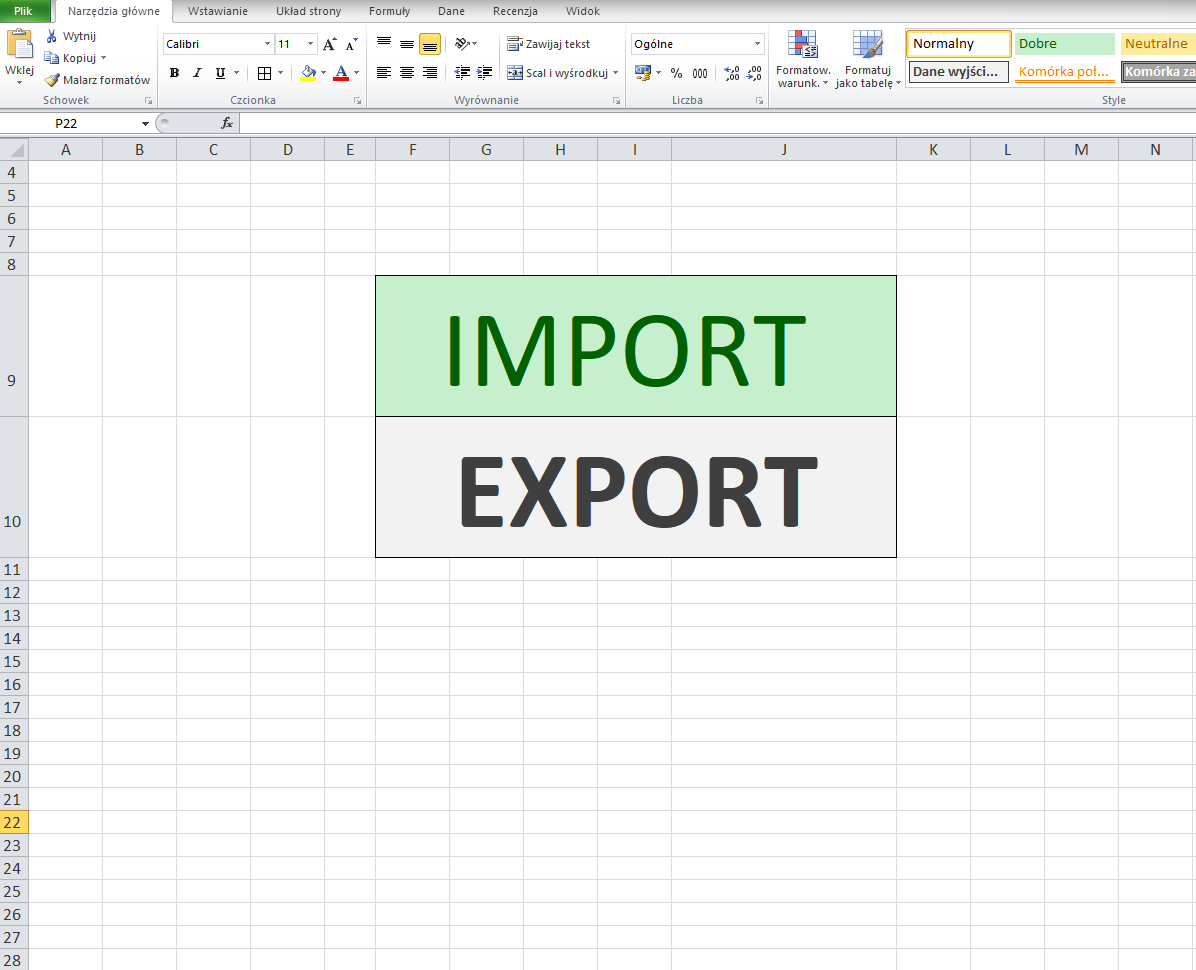 Plik Narzędzia główne Wstawianie Układ strony Formuły Dane Recenzja Widok
Wklej
Wytnij
Kopiuj
Malarz formatów
Schowek
Calibri 11
B I U A
Czcionka
Zawijaj tekst
Scal i wyśrodkuj
Wyrównanie
Ogólne
% 000
Liczba
Formatow. warunk.
Formatuj jako tabelę
Normalny Dobre Neutralne
Dane wyjści... Komórka poł... Komórka za
Style
P22 fx
A B C D E F G H I J K L M N
4
5
6
7
8
9 IMPORT
10 EXPORT
11
12
13
14
15
16
17
18
19
20
21
22
23
24
25
26
27
28